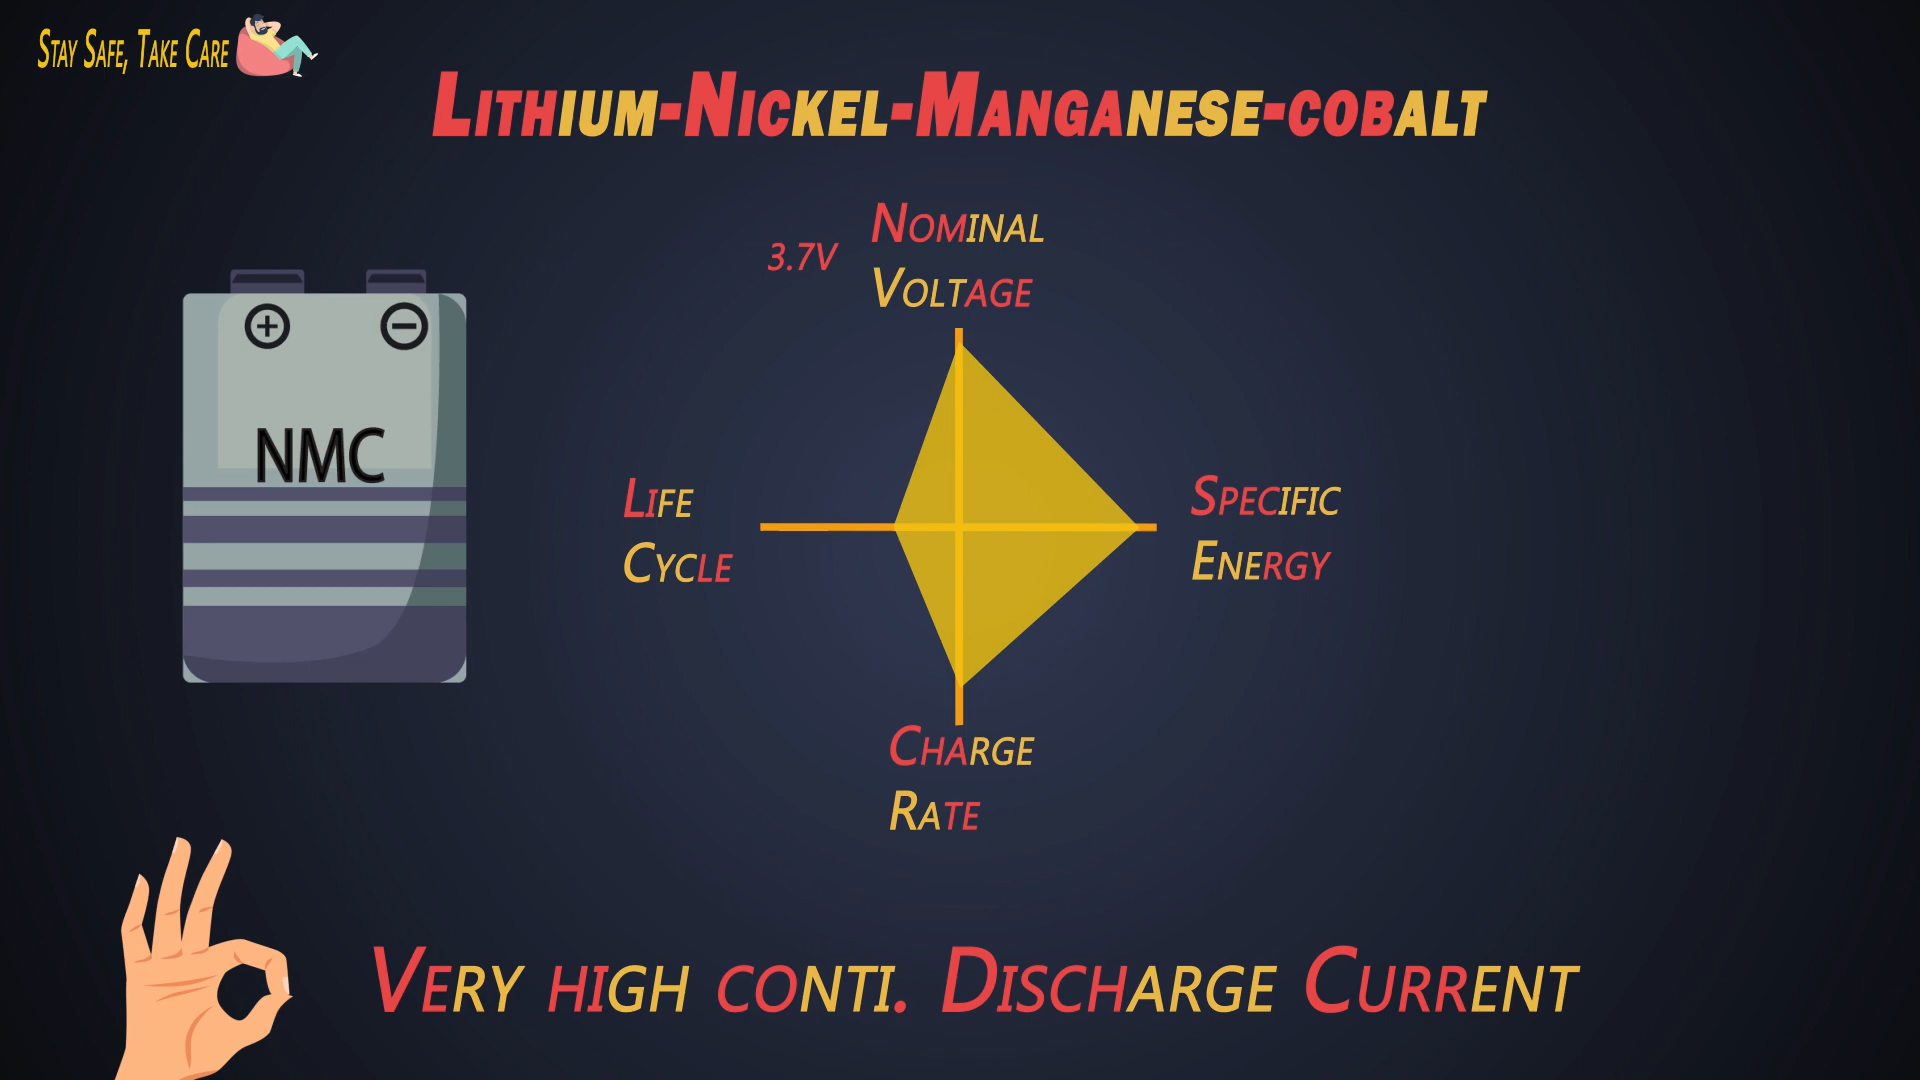 Stay Safe, Take Care
Lithium-Nickel-Manganese-cobalt
Nominal
3.7V
Voltage
+ −
NMC
Life
Cycle
Specific
Energy
Charge
Rate
Very high conti. Discharge Current